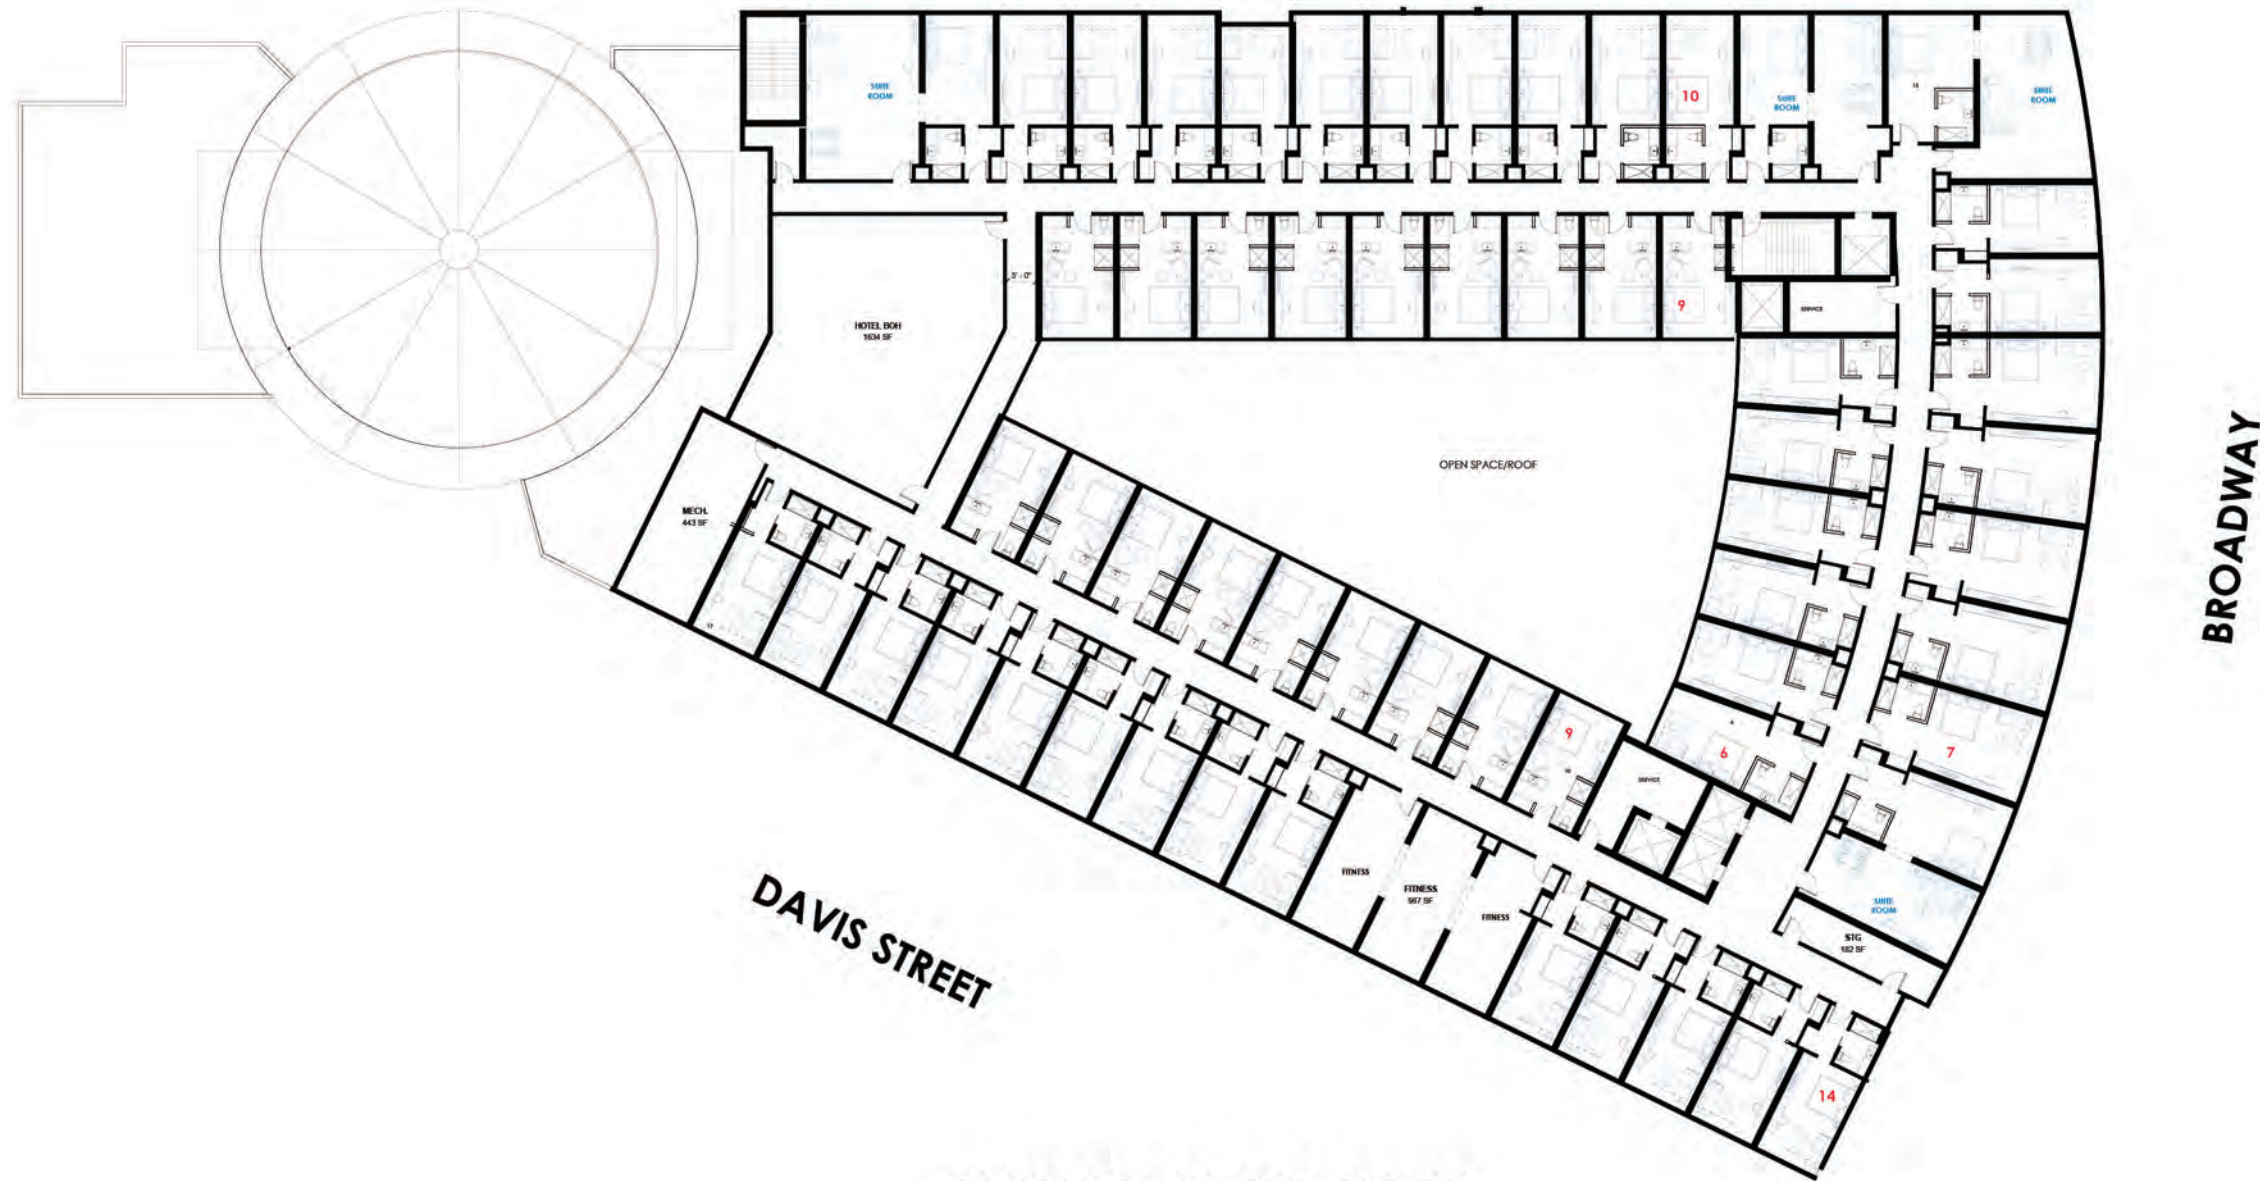 SUITE
ROOM
10
SUITE
ROOM
SUITE
ROOM
5' - 0"
9
HOTEL BOH
1634 SF
SERVICE
OPEN SPACE/ROOF
BROADWAY
MECH.
443 SF
9
6
7
SERVICE
FITNESS
FITNESS
987 SF
FITNESS
SUITE
ROOM
STG
182 SF
DAVIS STREET
14